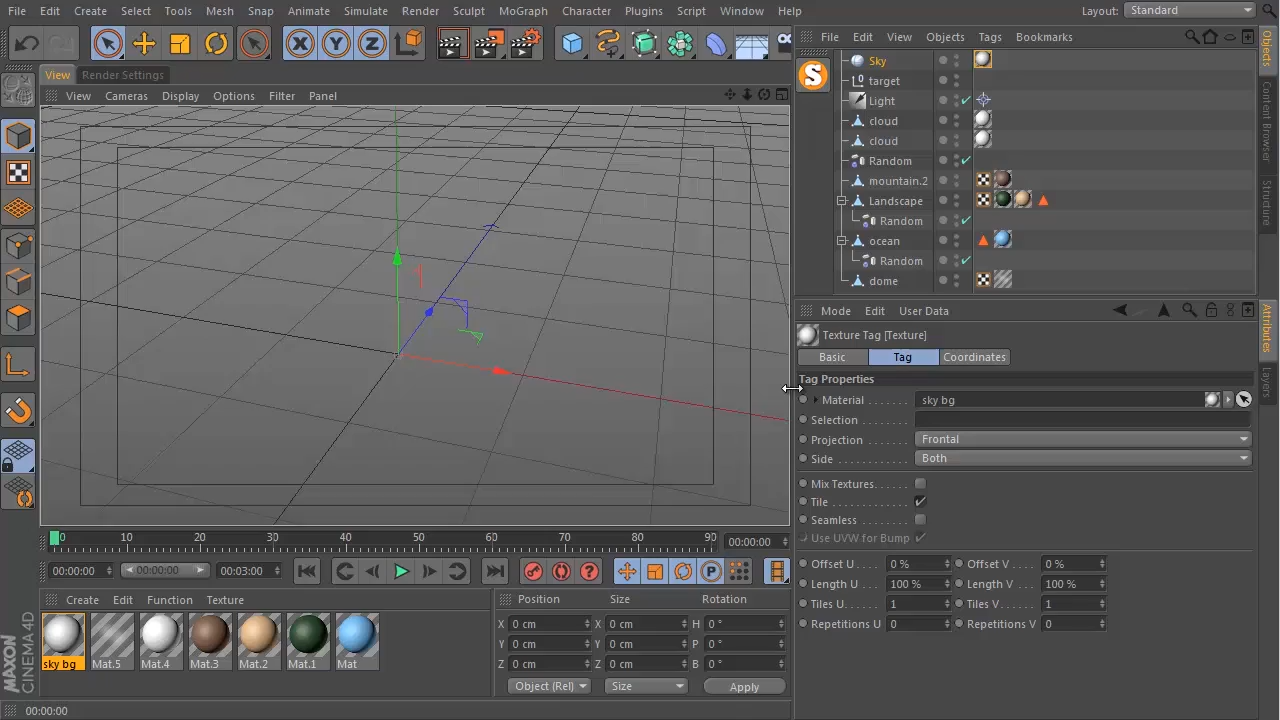 File Edit Create Select Tools Mesh Snap Animate Simulate Render Sculpt MoGraph Character Plugins Script Window Help Layout: Standard
X Y Z
File Edit View Objects Tags Bookmarks
View Render Settings
View Cameras Display Options Filter Panel
S
Sky
target
Light
cloud
cloud
Random
mountain.2
Landscape
Random
ocean
Random
dome
Objects
Content Browser
Structure
Attributes
Layers
Mode Edit User Data
Texture Tag [Texture]
Basic Tag Coordinates
Tag Properties
Material . . . . . . . sky bg
Selection . . . . . .
Projection . . . . . . Frontal
Side . . . . . . . . . . . Both
Mix Textures. . . . .
Tile . . . . . . . . . . . .
Seamless . . . . . .
Use UVW for Bump
Offset U . . . 0 % Offset V . . . . 0 %
Length U . . 100 % Length V . . . 100 %
Tiles U. . . . 1 Tiles V. . . . . 1
Repetitions U 0 Repetitions V 0
0 10 20 30 40 50 60 70 80 90 00:00:00
00:00:00 00:00:00 00:03:00 ? P
Create Edit Function Texture
sky bg Mat.5 Mat.4 Mat.3 Mat.2 Mat.1 Mat
Position Size Rotation
X 0 cm X 0 cm H 0 °
Y 0 cm Y 0 cm P 0 °
Z 0 cm Z 0 cm B 0 °
Object (Rel) Size Apply
MAXON
CINEMA4D
00:00:00